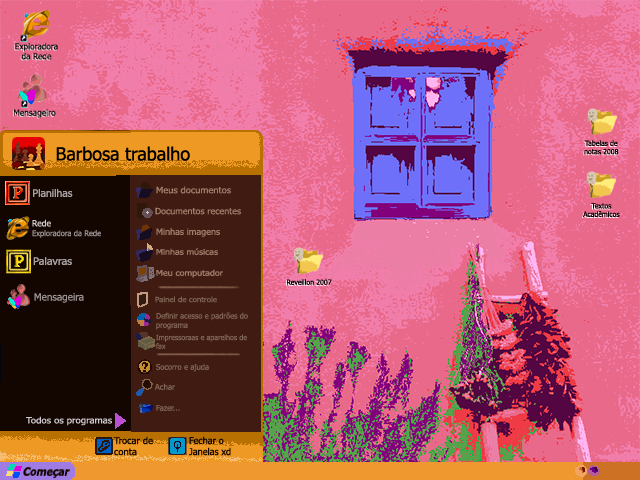 Exploradora
da Rede
Mensageiro
Barbosa trabalho
Planilhas
Rede
Exploradora da Rede
Palavras
Mensageira
Todos os programas
Meus documentos
Documentos recentes
Minhas imagens
Minhas músicas
Meu computador
Painel de controle
Definir acesso e padrões do
programa
Impressoraas e aparelhos de
fax
Socorro e ajuda
Achar
Fazer...
Trocar de
conta
Fechar o
Janelas xd
Começar
Reveillon 2007
Tabelas de
notas 2008
Textos
Acadêmicos